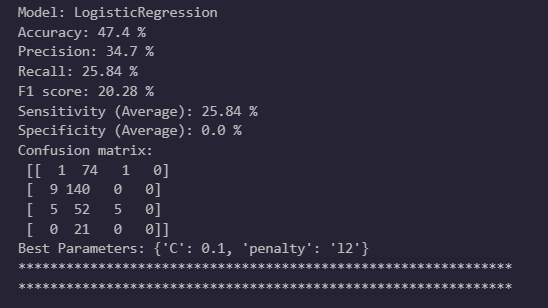 Model: LogisticRegression
Accuracy: 47.4 %
Precision: 34.7 %
Recall: 25.84 %
F1 score: 20.28 %
Sensitivity (Average): 25.84 %
Specificity (Average): 0.0 %
Confusion matrix:
[[  1  74   1   0]
[  9 140   0   0]
[  5  52   5   0]
[  0  21   0   0]]
Best Parameters: {'C': 0.1, 'penalty': 'l2'}
**************************************************************
**************************************************************